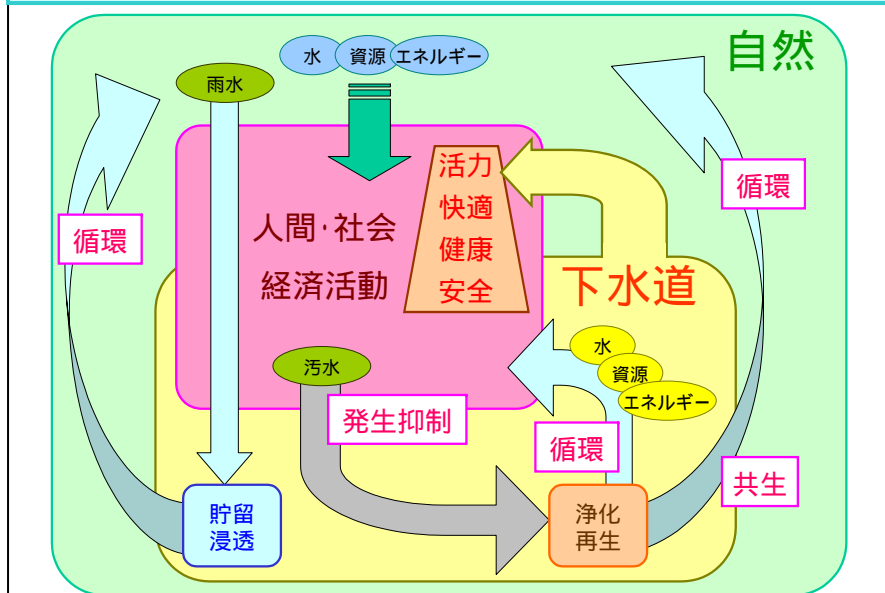 自然
水 資源 エネルギー
雨水
活力
快適
健康
安全
循環
循環
人間・社会
経済活動
下水道
水
資源
エネルギー
汚水
発生抑制
循環
共生
貯留
浸透
浄化
再生